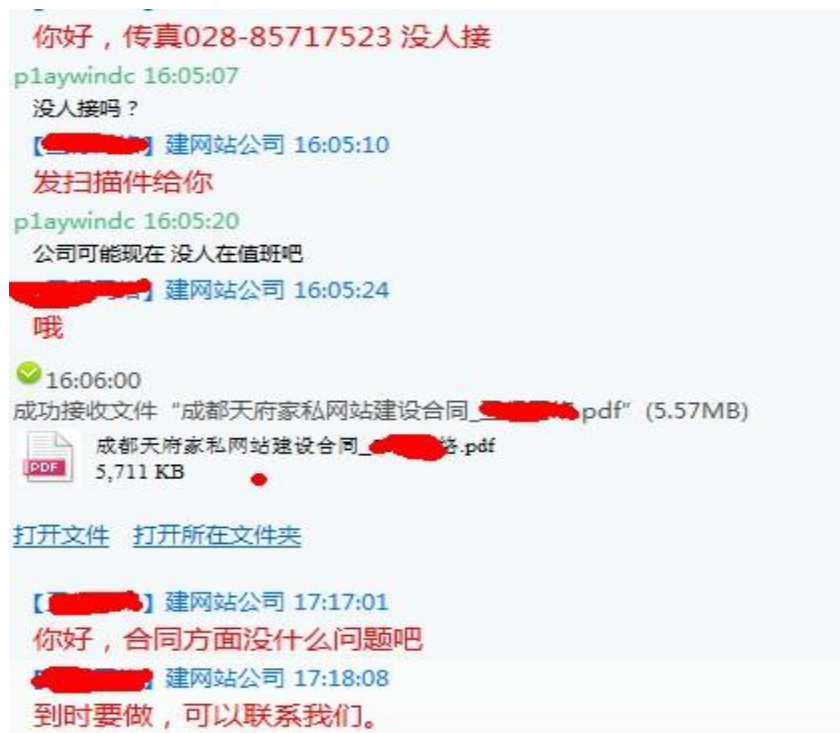 你好，传真028-85717523 没人接
p1aywindc 16:05:07
没人接吗？
【】建网站公司 16:05:10
发扫描件给你
p1aywindc 16:05:20
公司可能现在 没人在值班吧
】建网站公司 16:05:24
哦
16:06:00
成功接收文件“成都天府家私网站建设合同_.pdf”(5.57MB)
成都天府家私网站建设合同_络.pdf
PDF
5,711 KB
打开文件 打开所在文件夹
【】建网站公司 17:17:01
你好，合同方面没什么问题吧
建网站公司 17:18:08
到时要做，可以联系我们。